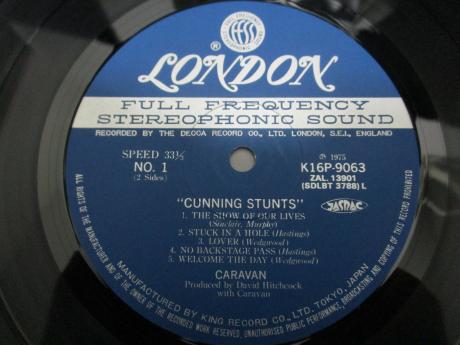 FULL FREQUENCY STEREOPHONIC SOUND
ffss
®
LONDON
FULL FREQUENCY
STEREOPHONIC SOUND
RECORDED BY THE DECCA RECORD CO., LTD. LONDON, S.E.I., ENGLAND
SPEED 33⅓
NO. 1
(2 Sides)
℗ 1975
K16P-9063
ZAL 13901
(SDLBT 3788) L
JASRAC
"CUNNING STUNTS"
1. THE SHOW OF OUR LIVES
(Sinclair, Murphy)
2. STUCK IN A HOLE (Hastings)
3. LOVER (Wedgwood)
4. NO BACKSTAGE PASS (Hastings)
5. WELCOME THE DAY (Wedgwood)
CARAVAN
Produced by David Hitchcock
with Caravan
MANUFACTURED BY KING RECORD CO., LTD. TOKYO, JAPAN
ALL RIGHTS OF THE MANUFACTURER AND OF THE OWNER OF THE RECORDED WORK RESERVED, UNAUTHORISED PUBLIC PERFORMANCE, BROADCASTING AND COPYING OF THIS RECORD PROHIBITED